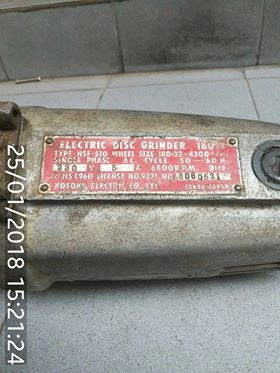 ELECTRIC DISC GRINDER 180
TYPE HSF-S10 WHEEL SIZE 180×22-4300
SINGLE PHASE A.C. CYCLE 50-60H
220 V 5 A 6800 R.P.M.
JIS C9611 LICENSE NO.
KOSOKU ELECTRIC CO., LTD. TOKYO-JAPAN
25/01/2018 15:21:24